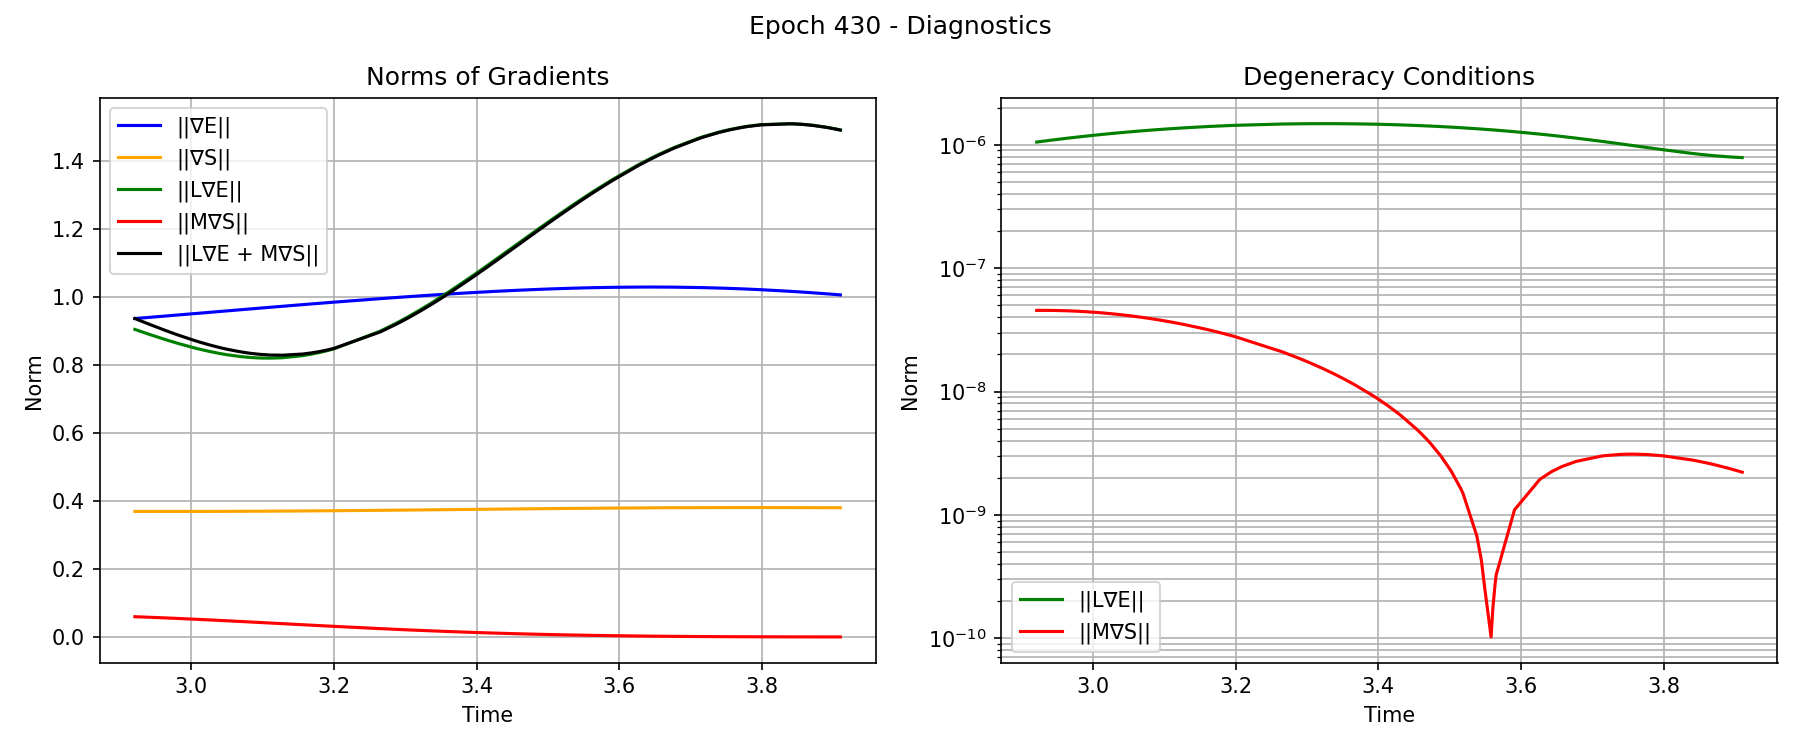 Epoch 430 - Diagnostics
Norms of Gradients
||∇E||
||∇S||
||L∇E||
||M∇S||
||L∇E + M∇S||
Norm
1.4
1.2
1.0
0.8
0.6
0.4
0.2
0.0
3.0 3.2 3.4 3.6 3.8
Time
Degeneracy Conditions
Norm
10⁻⁶
10⁻⁷
10⁻⁸
10⁻⁹
10⁻¹⁰
||L∇E||
||M∇S||
3.0 3.2 3.4 3.6 3.8
Time